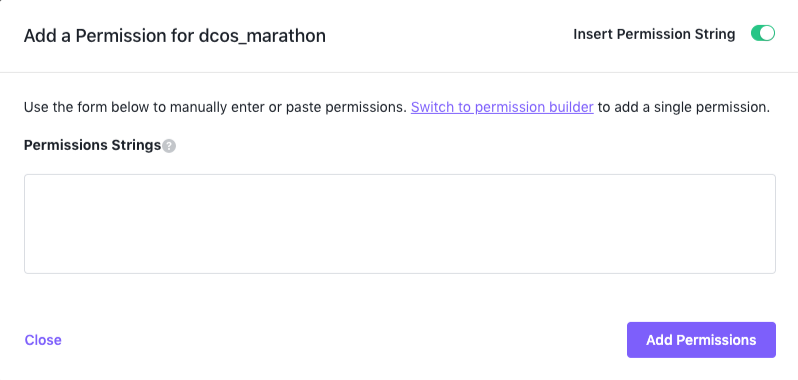 Add a Permission for dcos_marathon
Insert Permission String
Use the form below to manually enter or paste permissions. Switch to permission builder to add a single permission.
Permissions Strings ?
Close
Add Permissions